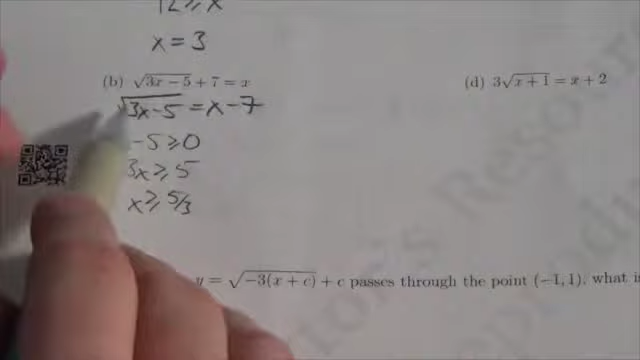 12 ≥ x
x = 3
(b) √(3x − 5) + 7 = x
(d) 3√(x + 1) = x + 2
√(3x − 5) = x − 7
− 5 ≥ 0
3x ≥ 5
x ≥ 5/3
y = √(−3(x + c)) + c passes through the point (−1, 1), what is